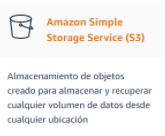 Amazon Simple
Storage Service (S3)
Almacenamiento de objetos
creado para almacenar y recuperar
cualquier volumen de datos desde
cualquier ubicación